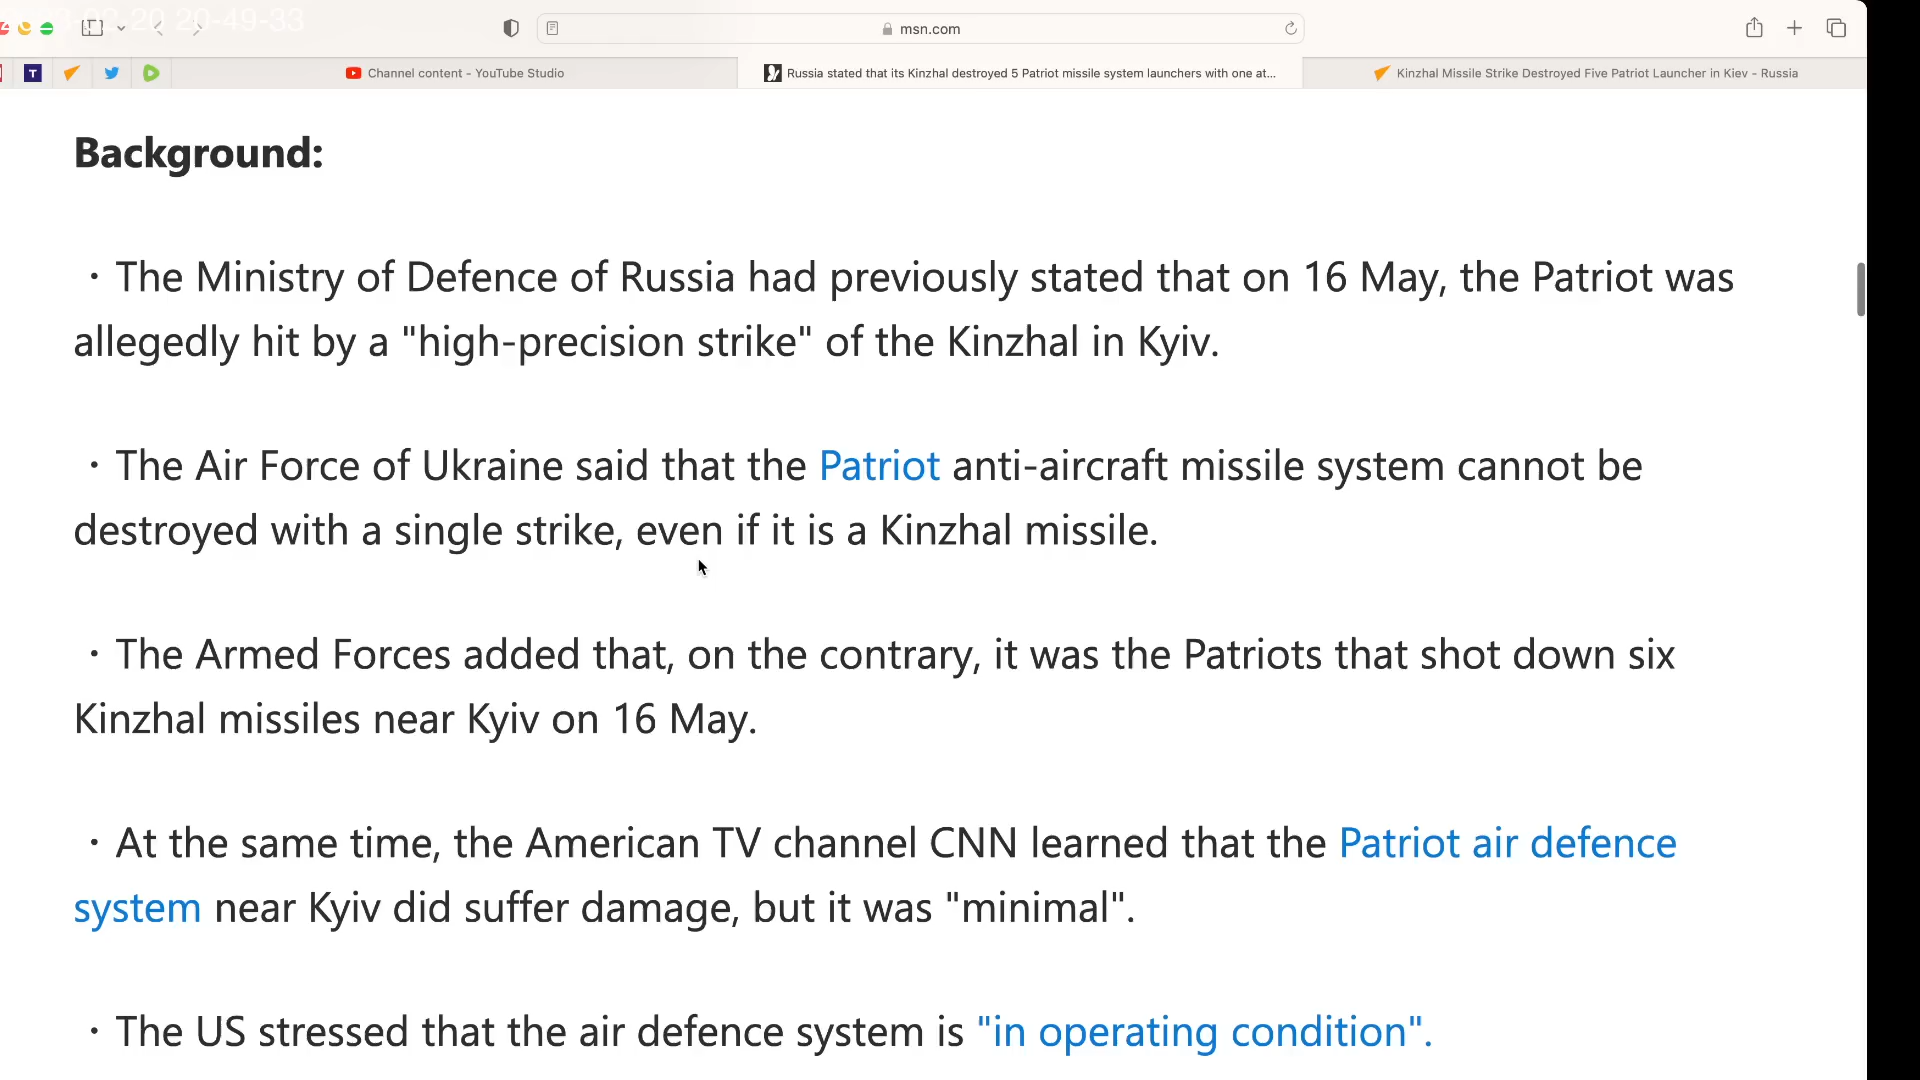 20 20-49-33
msn.com
T
Channel content - YouTube Studio
Russia stated that its Kinzhal destroyed 5 Patriot missile system launchers with one at...
Kinzhal Missile Strike Destroyed Five Patriot Launcher in Kiev - Russia
Background:
· The Ministry of Defence of Russia had previously stated that on 16 May, the Patriot was
allegedly hit by a "high-precision strike" of the Kinzhal in Kyiv.
· The Air Force of Ukraine said that the Patriot anti-aircraft missile system cannot be
destroyed with a single strike, even if it is a Kinzhal missile.
· The Armed Forces added that, on the contrary, it was the Patriots that shot down six
Kinzhal missiles near Kyiv on 16 May.
· At the same time, the American TV channel CNN learned that the Patriot air defence
system near Kyiv did suffer damage, but it was "minimal".
· The US stressed that the air defence system is "in operating condition".